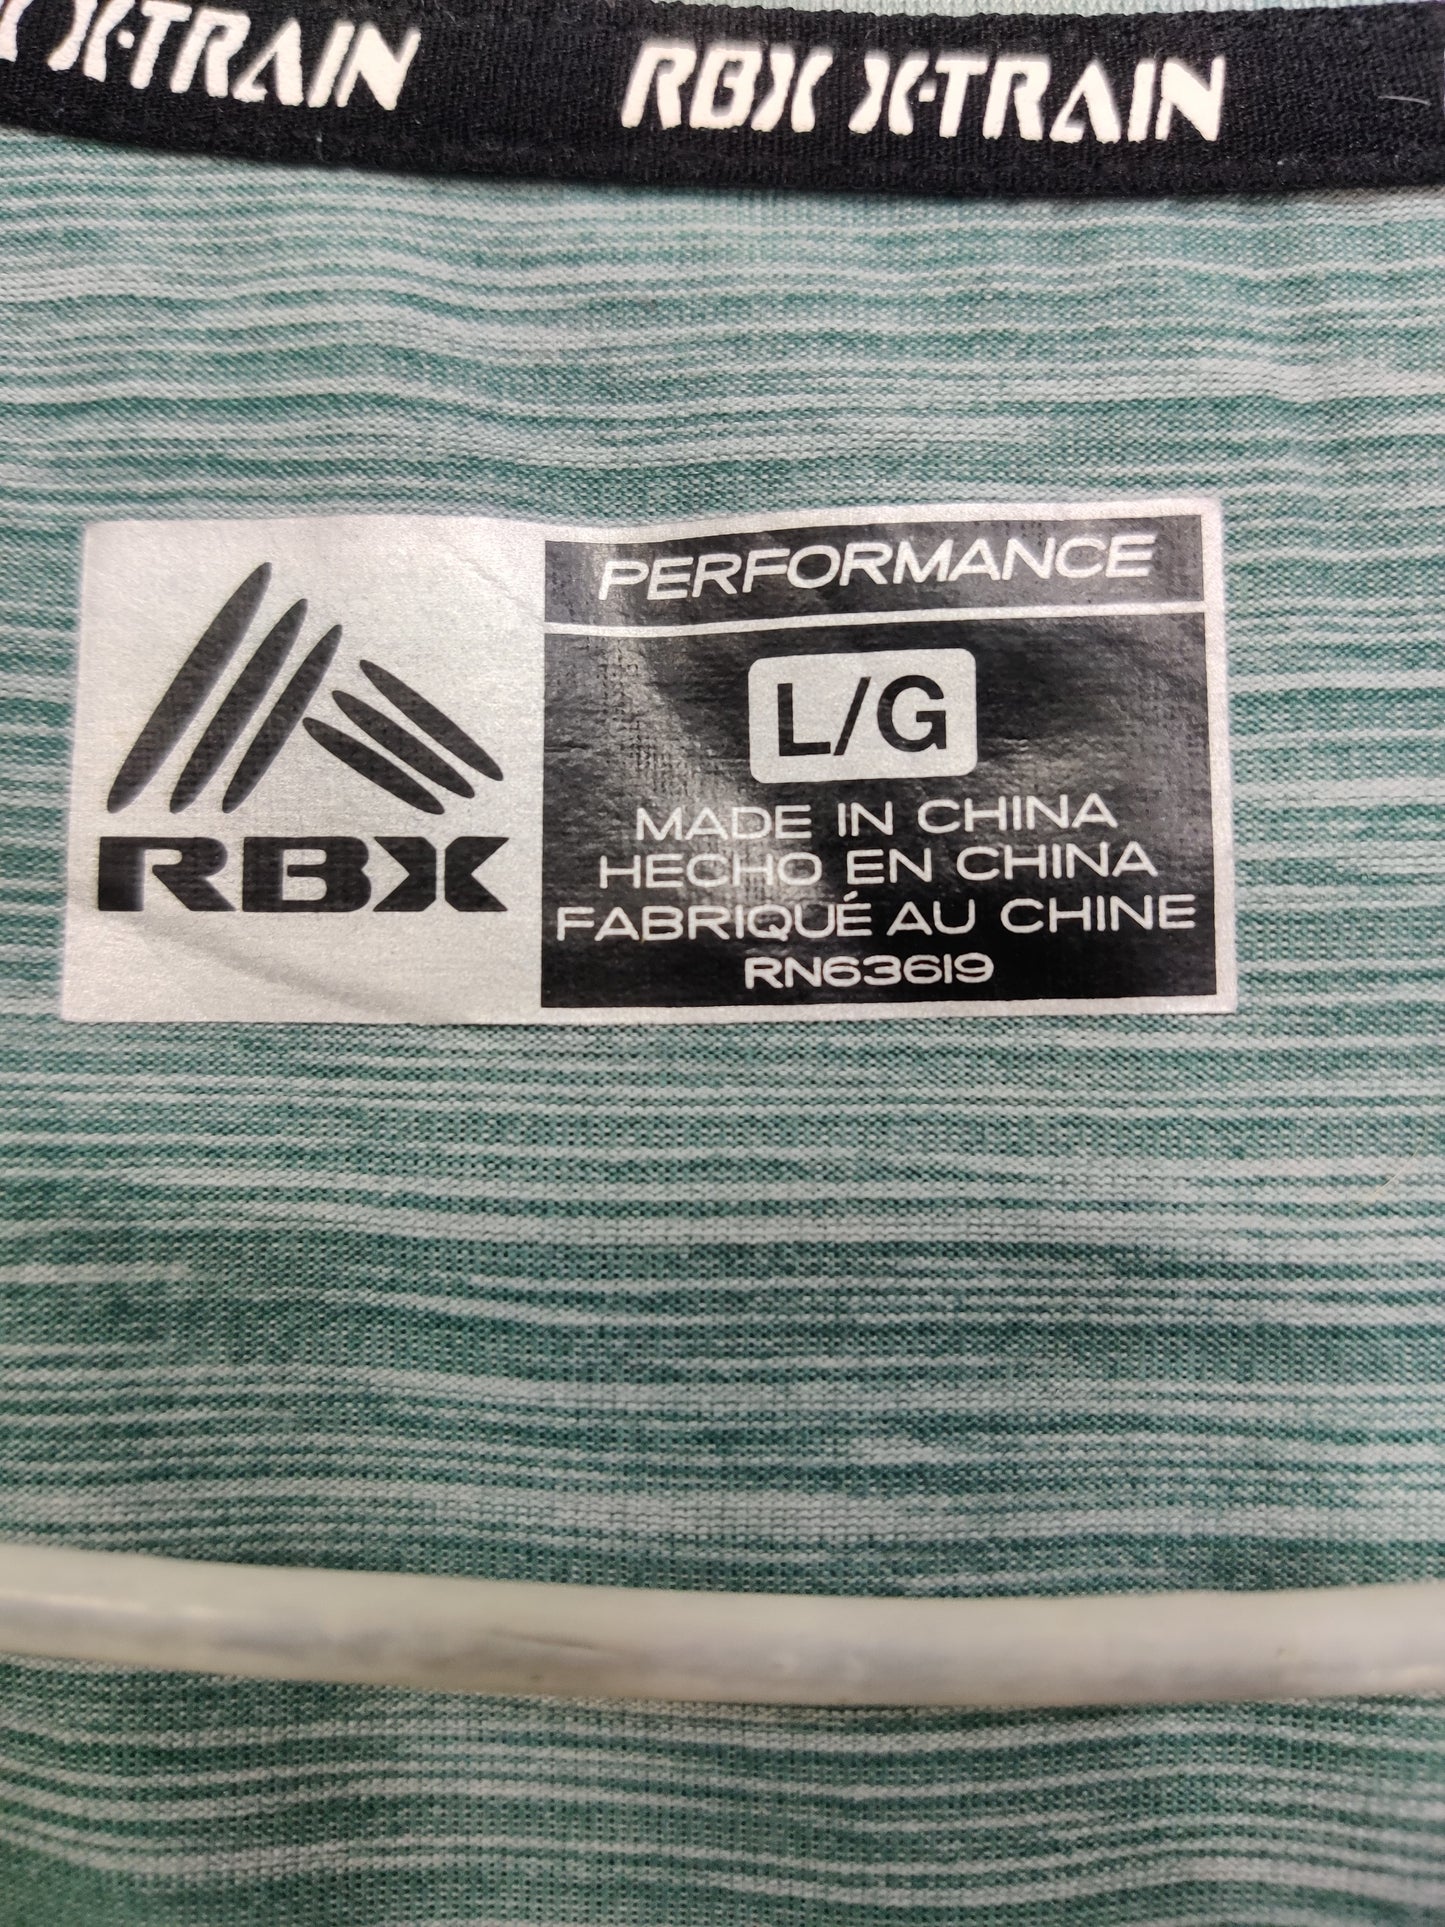 X-TRAIN
RBX X-TRAIN
RBX
PERFORMANCE
L/G
MADE IN CHINA
HECHO EN CHINA
FABRIQUÉ AU CHINE
RN63619